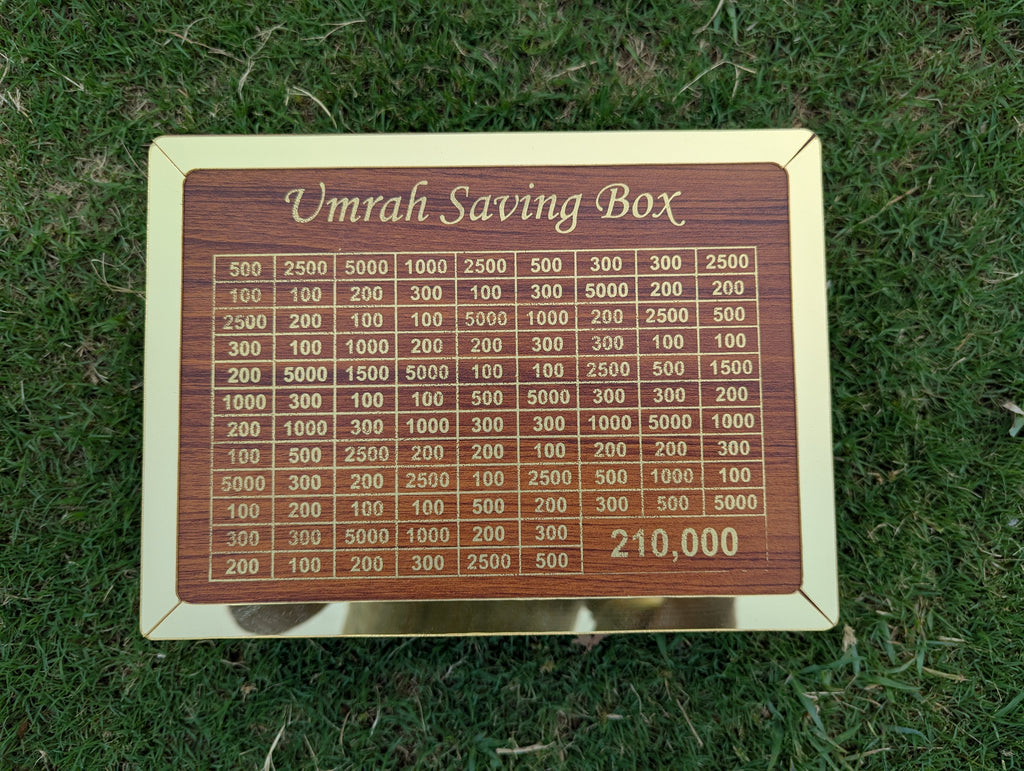 Umrah Saving Box
500 2500 5000 1000 2500 500 300 300 2500
100 100 200 300 100 300 5000 200 200
2500 200 100 100 5000 1000 200 2500 500
300 100 1000 200 200 300 300 100 100
200 5000 1500 5000 100 100 2500 500 1500
1000 300 100 100 500 5000 300 300 200
200 1000 300 1000 300 300 1000 5000 1000
100 500 2500 200 200 100 200 200 300
5000 300 200 2500 100 2500 500 1000 100
100 200 100 100 500 200 300 500 5000
300 300 5000 1000 200 300 210,000
200 100 200 300 2500 500